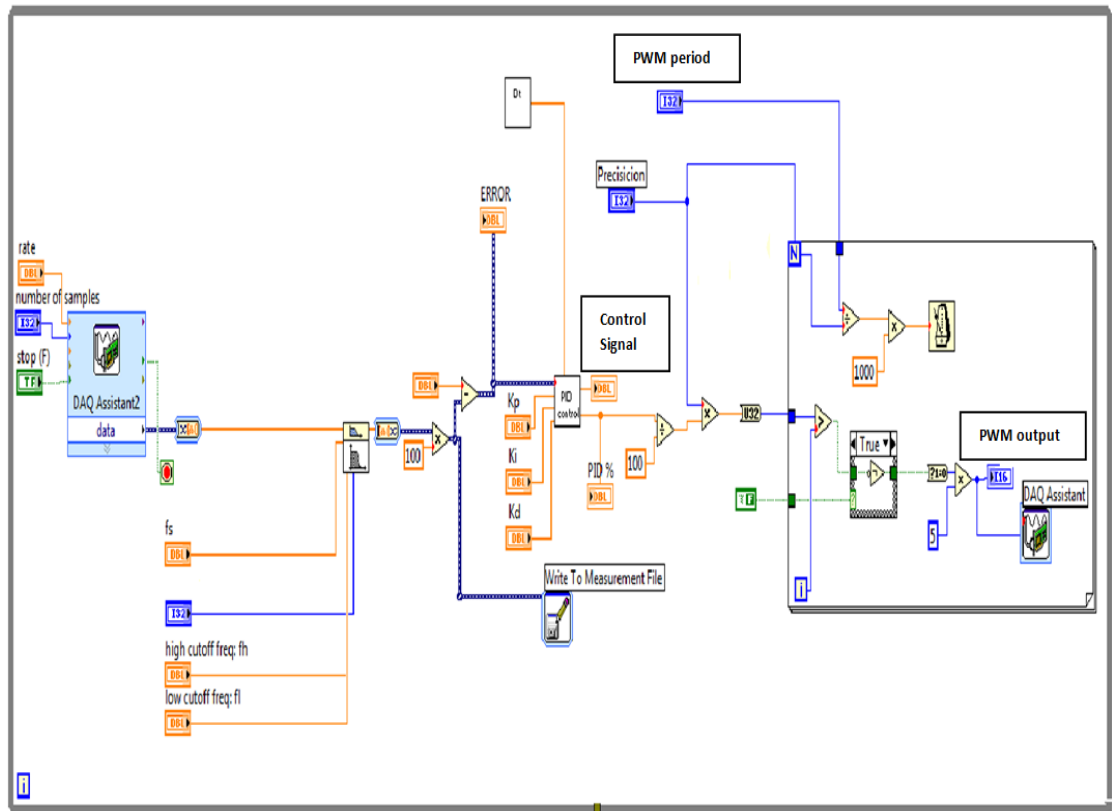 PWM period
I32
Dt
Precisicion
I32
ERROR
DBL
rate
DBL
number of samples
I32
stop (F)
TF
DAQ Assistant2
data
N
Control
Signal
1000
DBL
DBL
PID
control
Kp
DBL
100
Ki
DBL
Kd
DBL
100
PID %
DBL
U32
True
PWM output
?1:0
I16
DAQ Assistant
5
i
fs
DBL
I32
Write To Measurement File
high cutoff freq: fh
DBL
low cutoff freq: fl
DBL
i